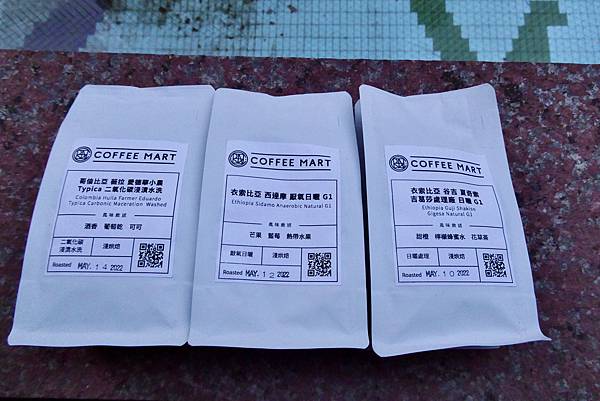 COFFEE MART
哥倫比亞 薇拉 愛德華小農
Typica 二氧化碳浸漬水洗
Colombia Huila Farmer Eduardo
Typica Carbonic Maceration Washed
風味敘述
酒香 葡萄乾 可可
二氧化碳
浸漬水洗
淺烘焙
Roasted MAY. 14 2022
COFFEE MART
衣索比亞 西達摩 厭氧日曬 G1
Ethiopia Sidamo Anaerobic Natural G1
風味敘述
芒果 藍莓 熱帶水果
厭氧日曬
淺烘焙
Roasted MAY. 12 2022
COFFEE MART
衣索比亞 谷吉 夏奇索
吉葛莎處理廠 日曬 G1
Ethiopia Guji Shakiso
Gigesa Natural G1
風味敘述
甜橙 檸檬蜂蜜水 花草茶
日曬處理
淺烘焙
Roasted MAY. 10 2022